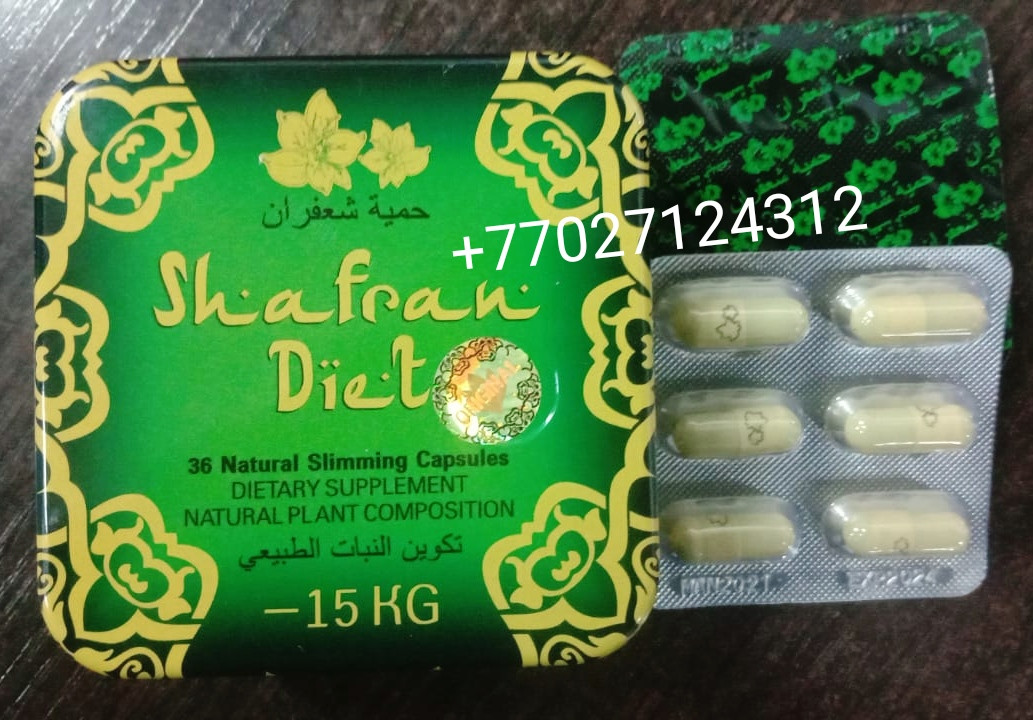 حمية شعفران
+77027124312
Shafran
Diet
ORIGINAL
36 Natural Slimming Capsules
DIETARY SUPPLEMENT
NATURAL PLANT COMPOSITION
تكوين النبات الطبيعي
–15 KG